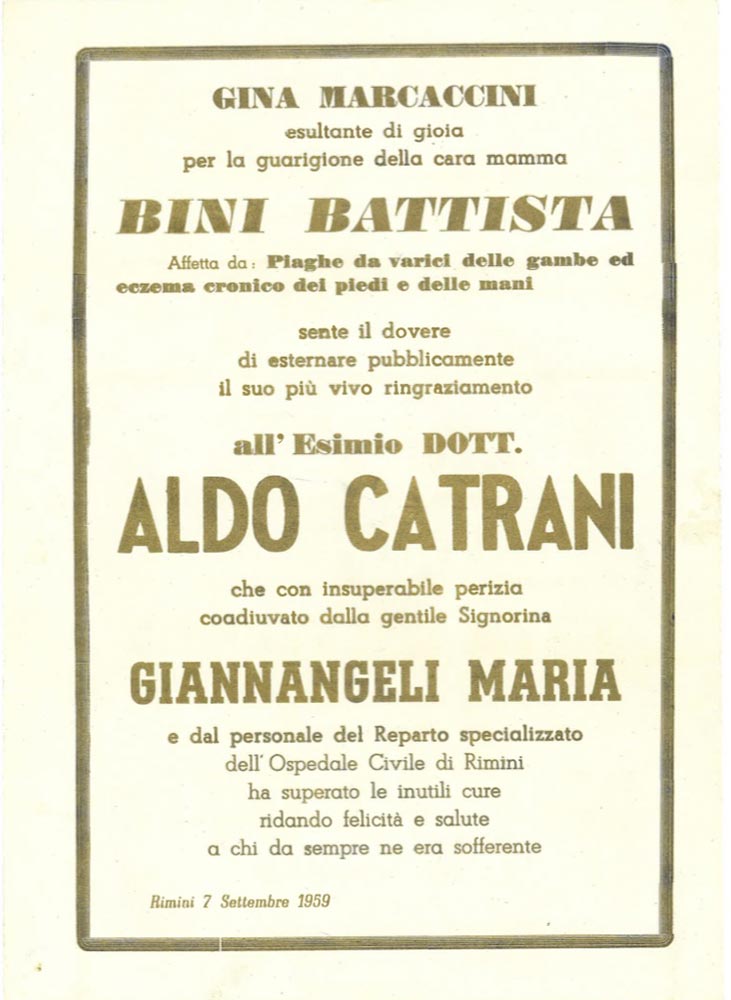 GINA MARCACCINI
esultante di gioia
per la guarigione della cara mamma
BINI BATTISTA
Affetta da: Piaghe da varici delle gambe ed
eczema cronico dei piedi e delle mani
sente il dovere
di esternare pubblicamente
il suo più vivo ringraziamento
all' Esimio DOTT.
ALDO CATRANI
che con insuperabile perizia
coadiuvato dalla gentile Signorina
GIANNANGELI MARIA
e dal personale del Reparto specializzato
dell' Ospedale Civile di Rimini
ha superato le inutili cure
ridando felicità e salute
a chi da sempre ne era sofferente
Rimini 7 Settembre 1959